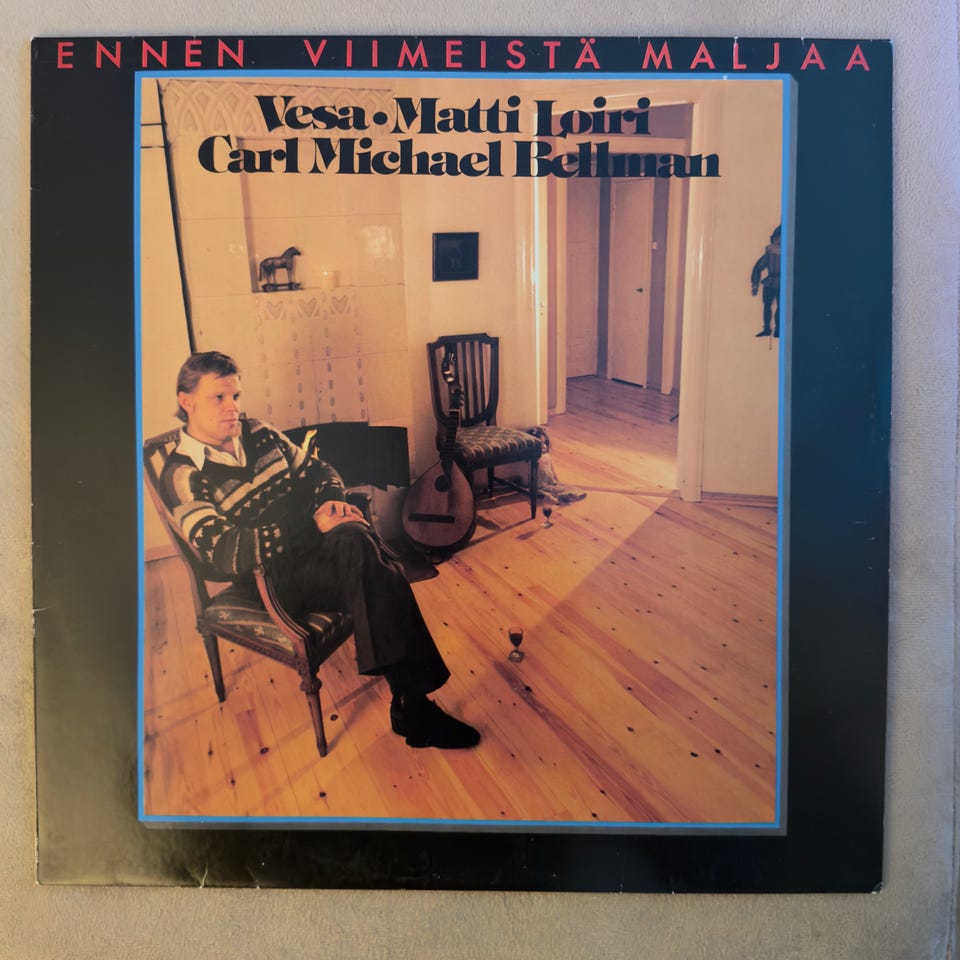 ENNEN VIIMEISTÄ MALJAA
Vesa•Matti Loiri
Carl Michael Bellman